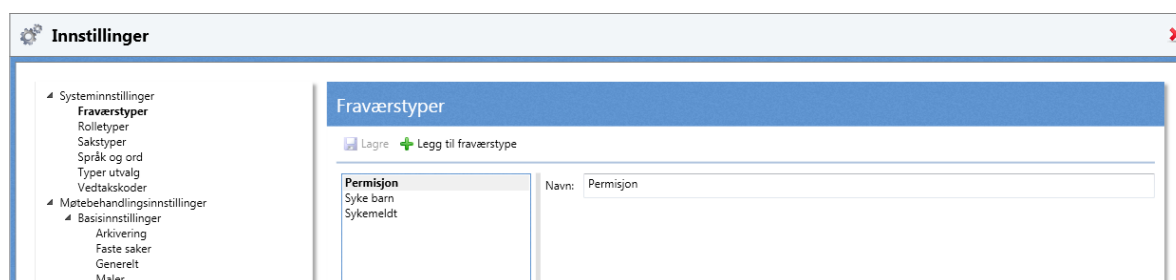 Innstillinger
Systeminnstillinger
Fraværstyper
Rolletyper
Sakstyper
Språk og ord
Typer utvalg
Vedtakskoder
Møtebehandlingsinnstillinger
Basisinnstillinger
Arkivering
Faste saker
Generelt
Maler
Fraværstyper
Lagre Legg til fraværstype
Permisjon
Syke barn
Sykemeldt
Navn: Permisjon